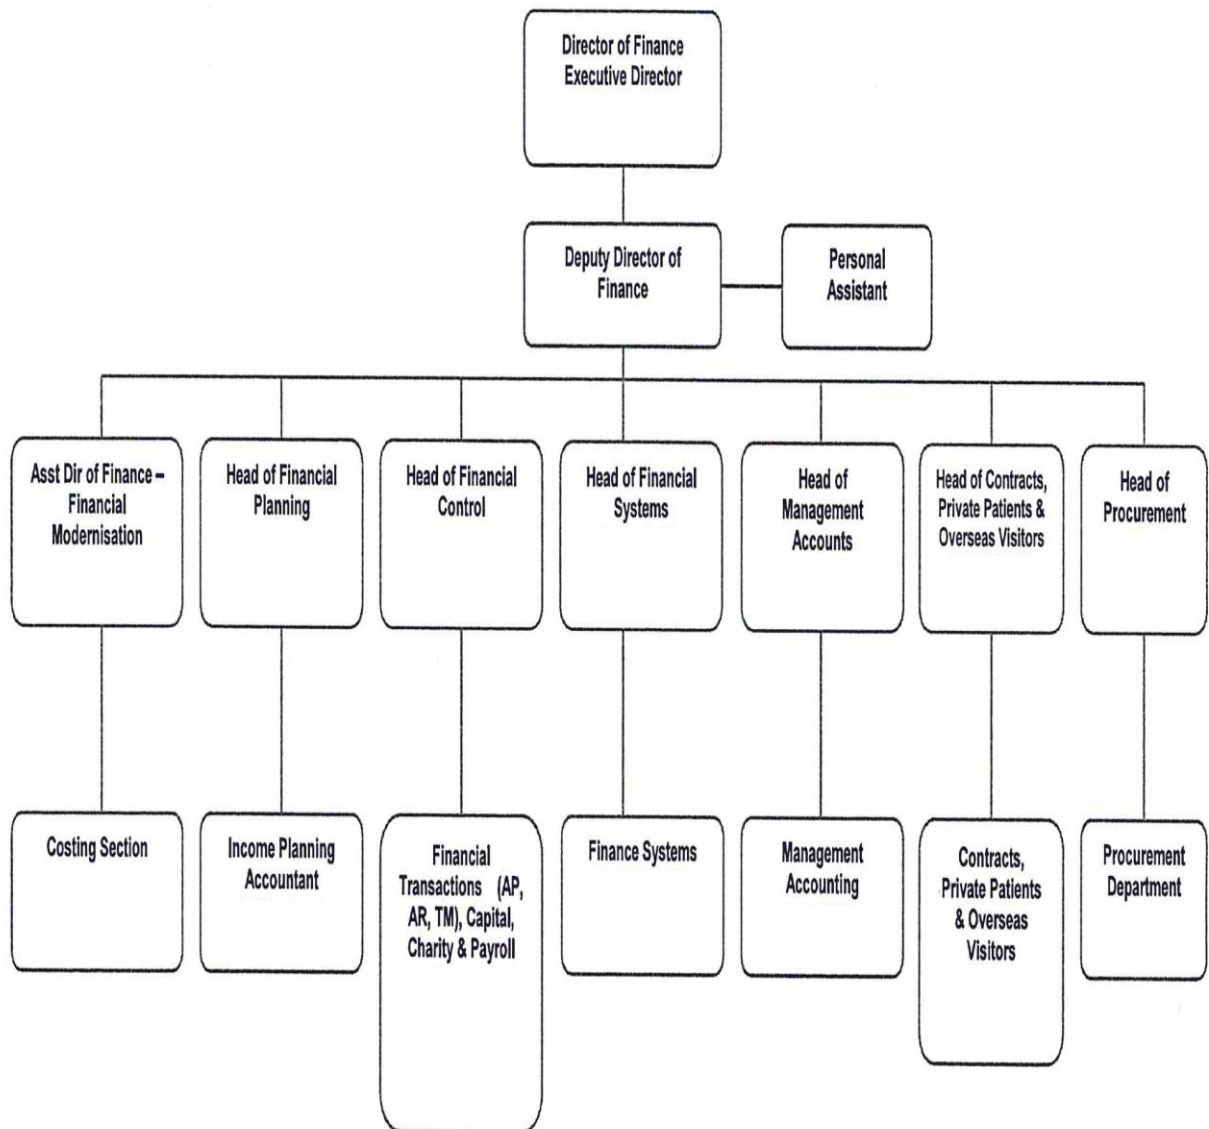 Director of Finance
Executive Director
Deputy Director of
Finance
Personal
Assistant
Asst Dir of Finance –
Financial
Modernisation
Head of Financial
Planning
Head of Financial
Control
Head of Financial
Systems
Head of
Management
Accounts
Head of Contracts,
Private Patients &
Overseas Visitors
Head of
Procurement
Costing Section
Income Planning
Accountant
Financial
Transactions (AP,
AR, TM), Capital,
Charity & Payroll
Finance Systems
Management
Accounting
Contracts,
Private Patients
& Overseas
Visitors
Procurement
Department